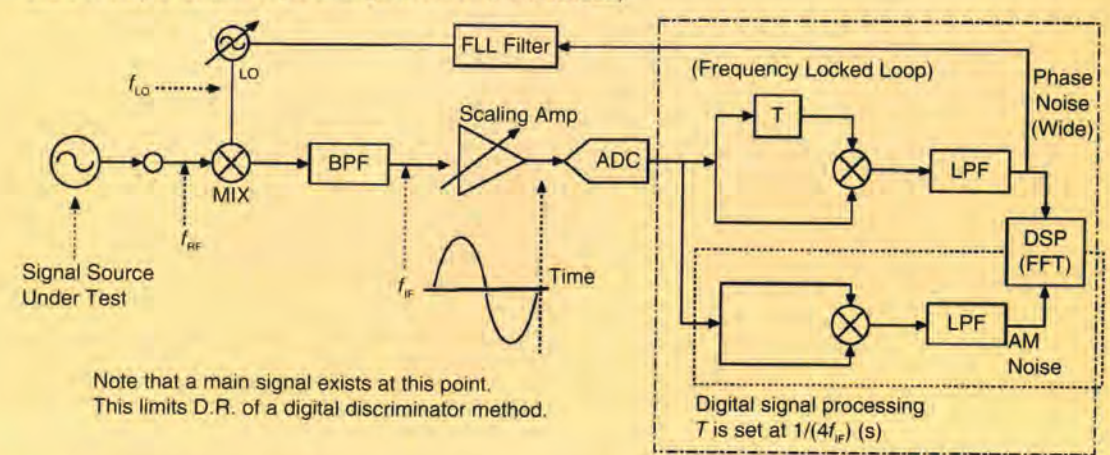 FLL Filter
LO
(Frequency Locked Loop)
Phase
Noise
(Wide)
f_LO
Scaling Amp
T
BPF
ADC
LPF
MIX
f_RF
DSP
(FFT)
Signal Source
Under Test
f_IF
Time
LPF
AM
Noise
Note that a main signal exists at this point.
This limits D.R. of a digital discriminator method.
Digital signal processing
T is set at 1/(4f_IF) (s)